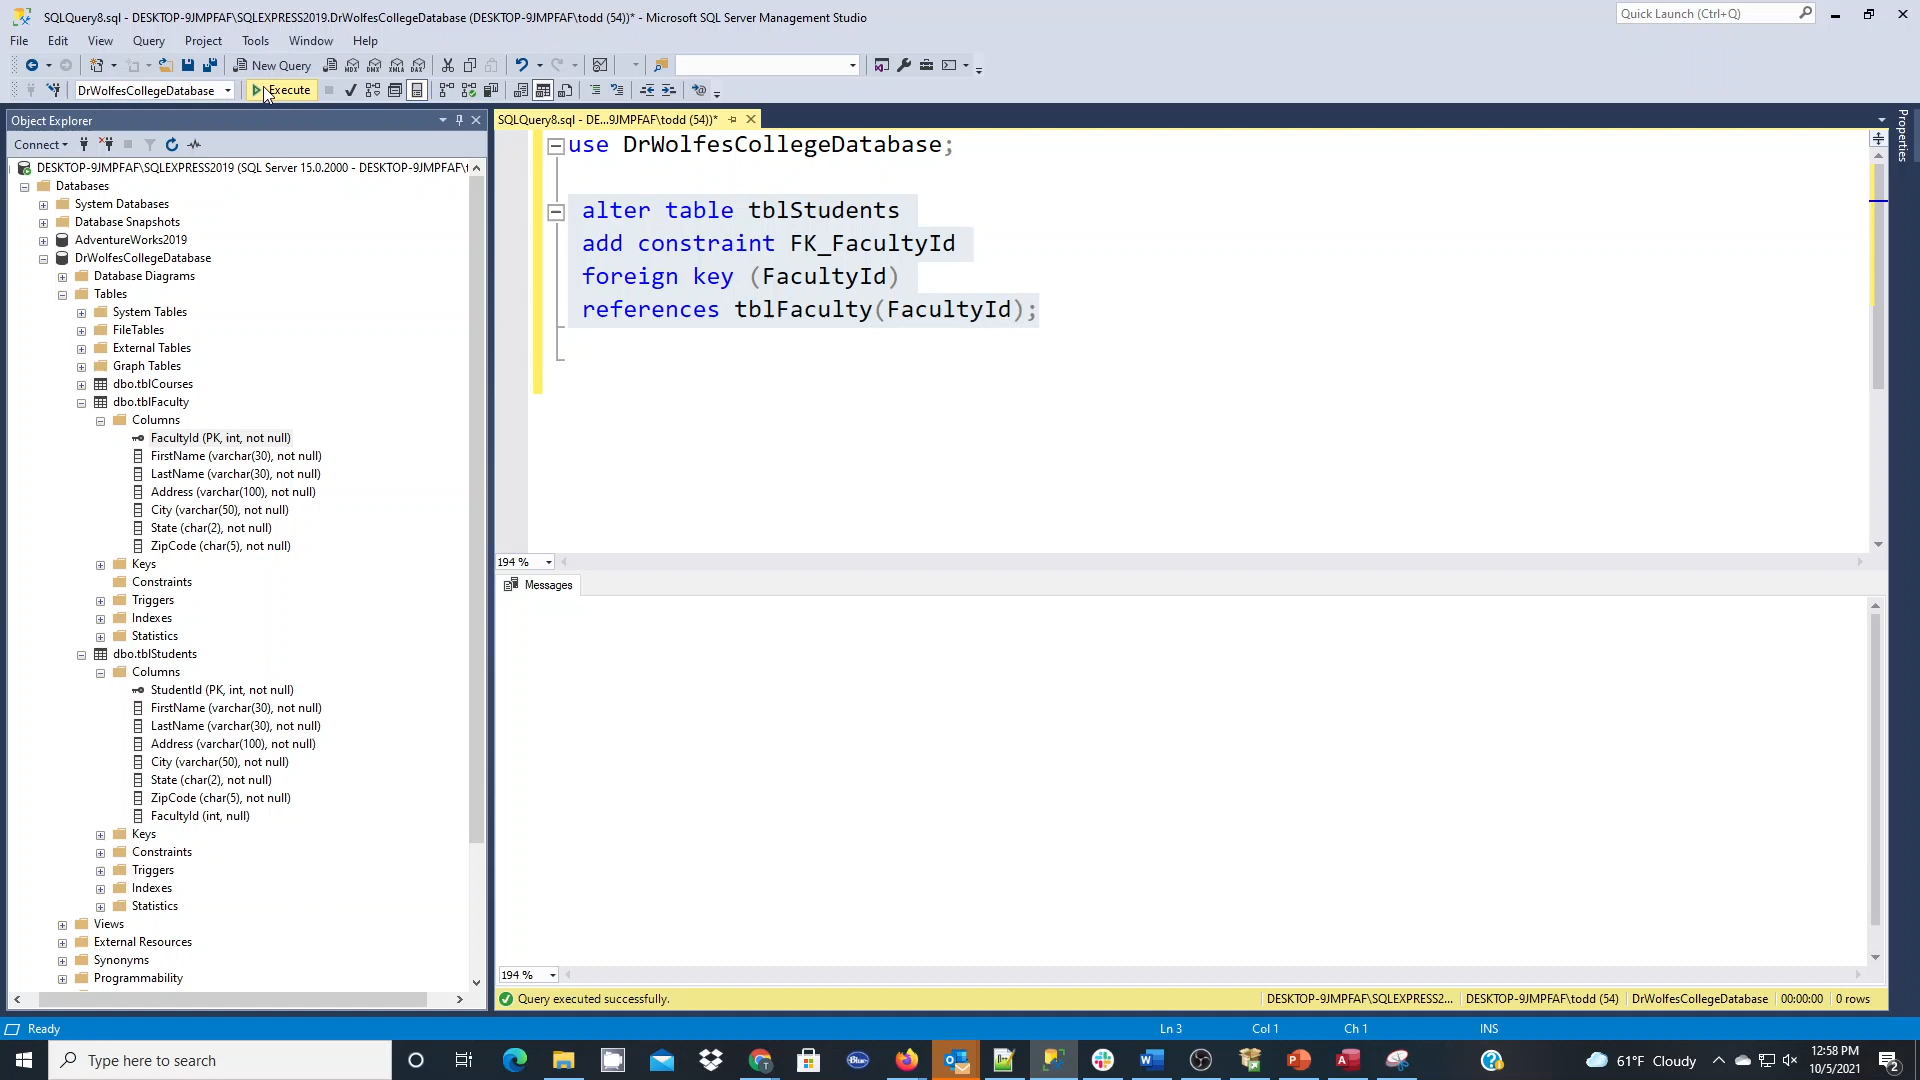 SQLQuery8.sql - DESKTOP-9JMPFAF\SQLEXPRESS2019.DrWolfesCollegeDatabase (DESKTOP-9JMPFAF\todd (54))* - Microsoft SQL Server Management Studio
Quick Launch (Ctrl+Q)
File Edit View Query Project Tools Window Help
New Query
DrWolfesCollegeDatabase
Execute
Object Explorer
Connect
DESKTOP-9JMPFAF\SQLEXPRESS2019 (SQL Server 15.0.2000 - DESKTOP-9JMPFAF\
Databases
System Databases
Database Snapshots
AdventureWorks2019
DrWolfesCollegeDatabase
Database Diagrams
Tables
System Tables
FileTables
External Tables
Graph Tables
dbo.tblCourses
dbo.tblFaculty
Columns
FacultyId (PK, int, not null)
FirstName (varchar(30), not null)
LastName (varchar(30), not null)
Address (varchar(100), not null)
City (varchar(50), not null)
State (char(2), not null)
ZipCode (char(5), not null)
Keys
Constraints
Triggers
Indexes
Statistics
dbo.tblStudents
Columns
StudentId (PK, int, not null)
FirstName (varchar(30), not null)
LastName (varchar(30), not null)
Address (varchar(100), not null)
City (varchar(50), not null)
State (char(2), not null)
ZipCode (char(5), not null)
FacultyId (int, null)
Keys
Constraints
Triggers
Indexes
Statistics
Views
External Resources
Synonyms
Programmability
SQLQuery8.sql - DE...9JMPFAF\todd (54))*
use DrWolfesCollegeDatabase;
alter table tblStudents
add constraint FK_FacultyId
foreign key (FacultyId)
references tblFaculty(FacultyId);
194 %
Messages
194 %
Query executed successfully.
DESKTOP-9JMPFAF\SQLEXPRESS2... DESKTOP-9JMPFAF\todd (54) DrWolfesCollegeDatabase 00:00:00 0 rows
Properties
Ready
Ln 3 Col 1 Ch 1 INS
Type here to search
61°F Cloudy
12:58 PM
10/5/2021
2